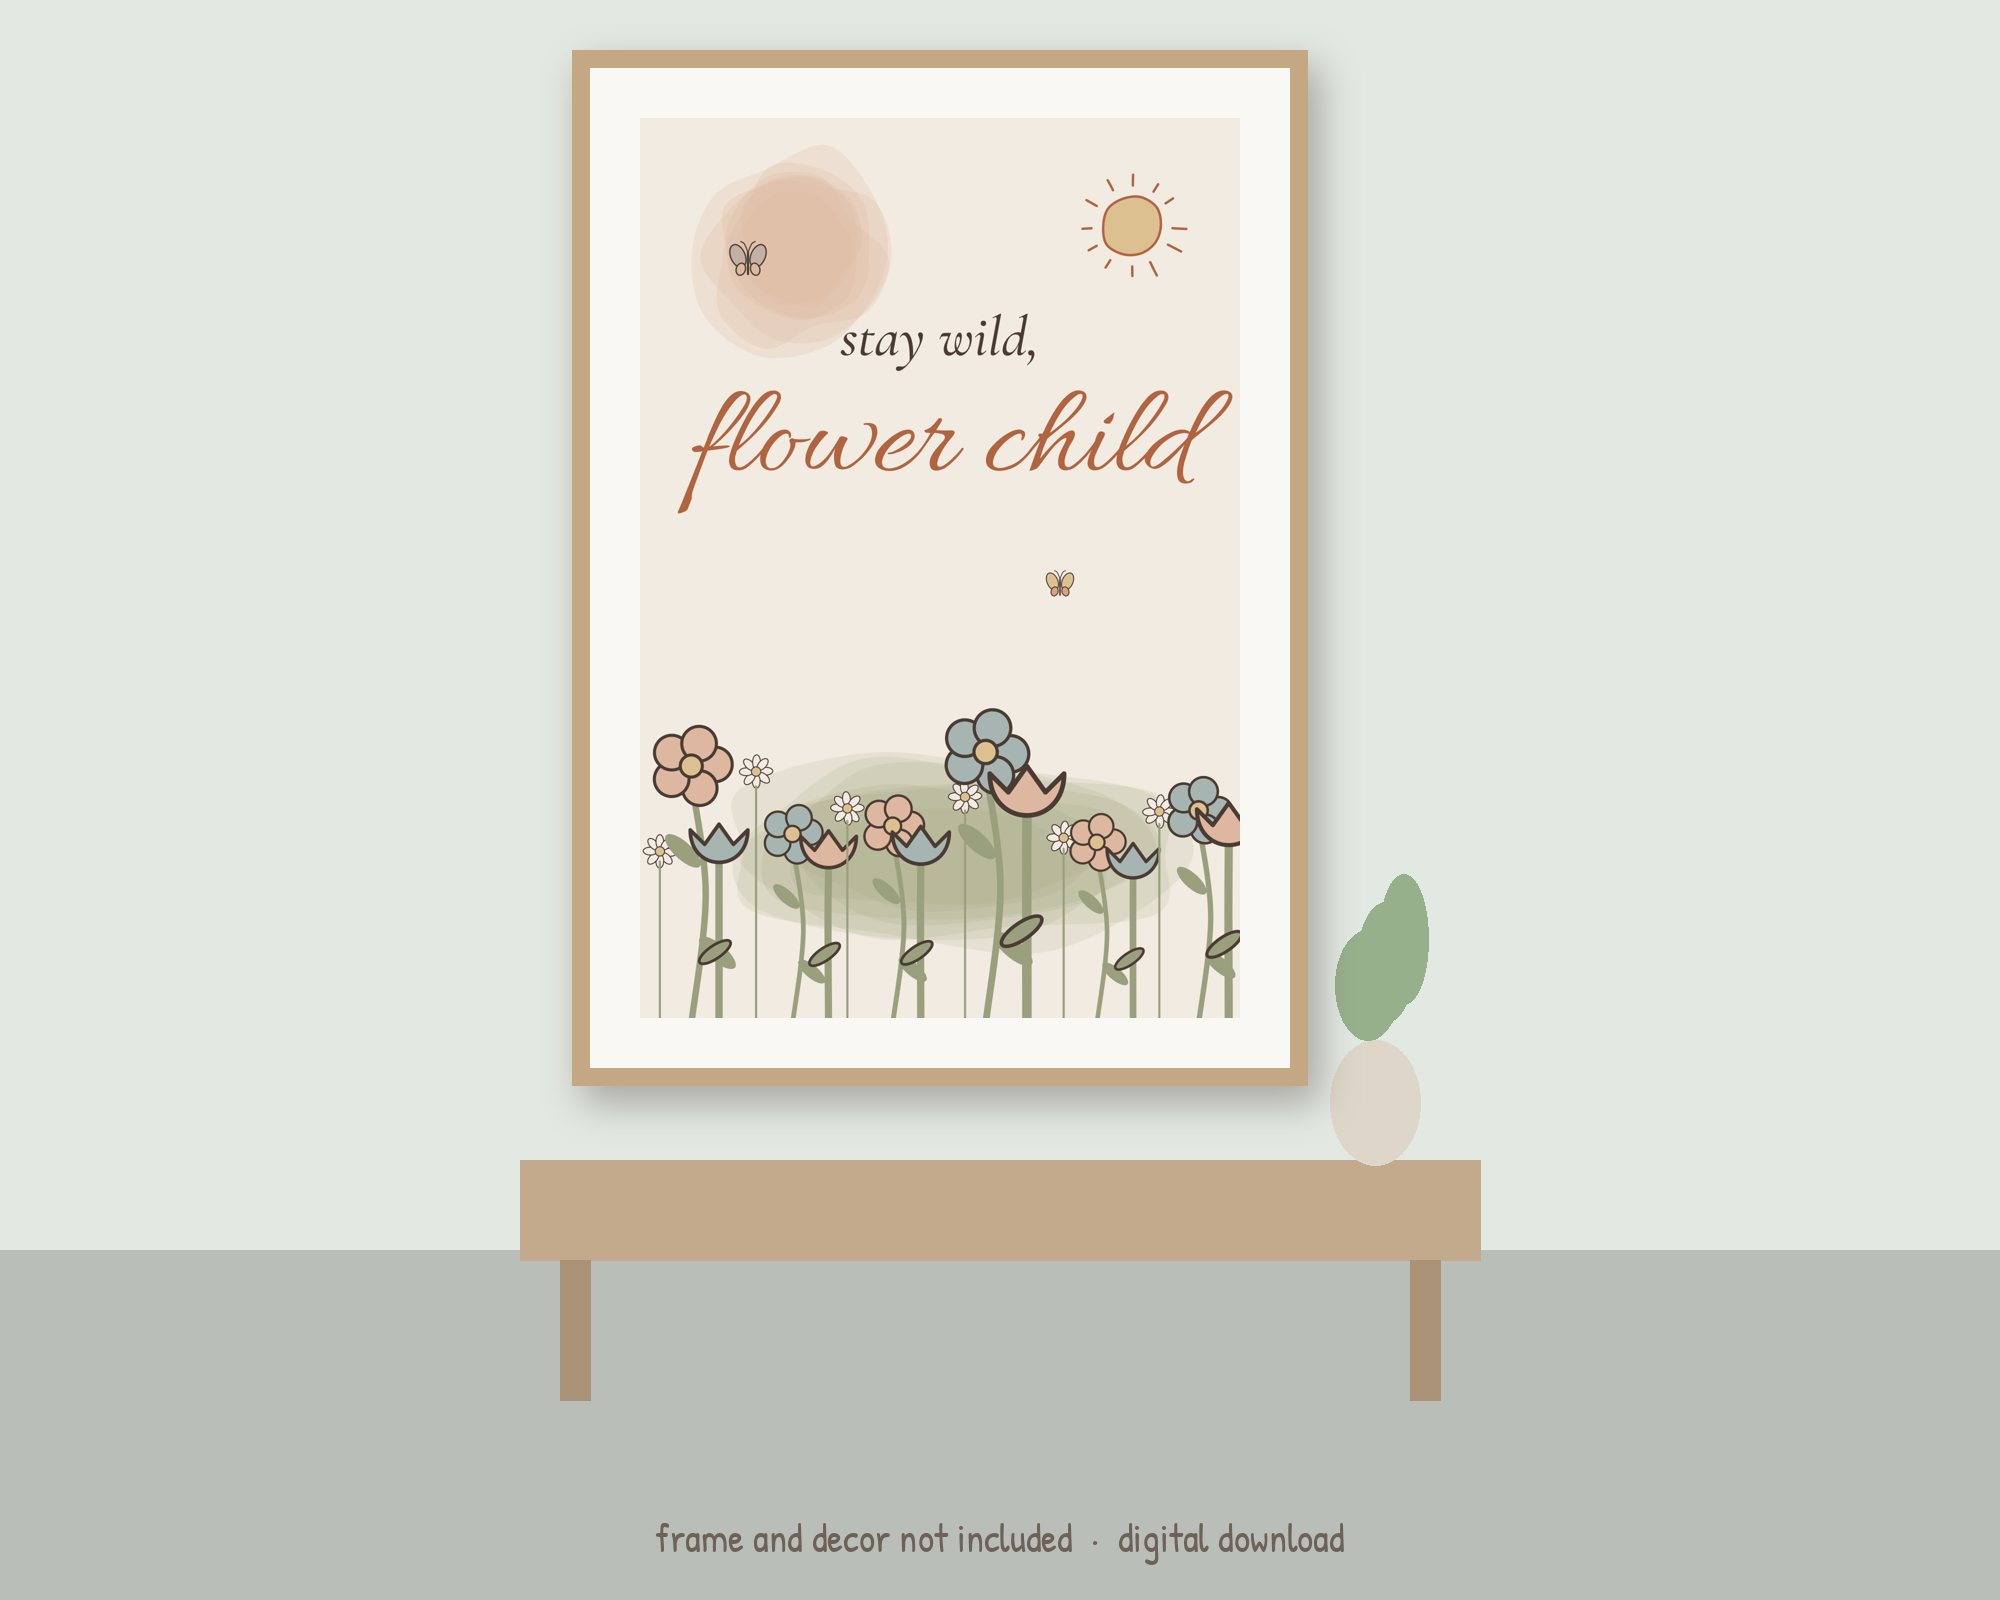 stay wild,
flower child
frame and decor not included · digital download